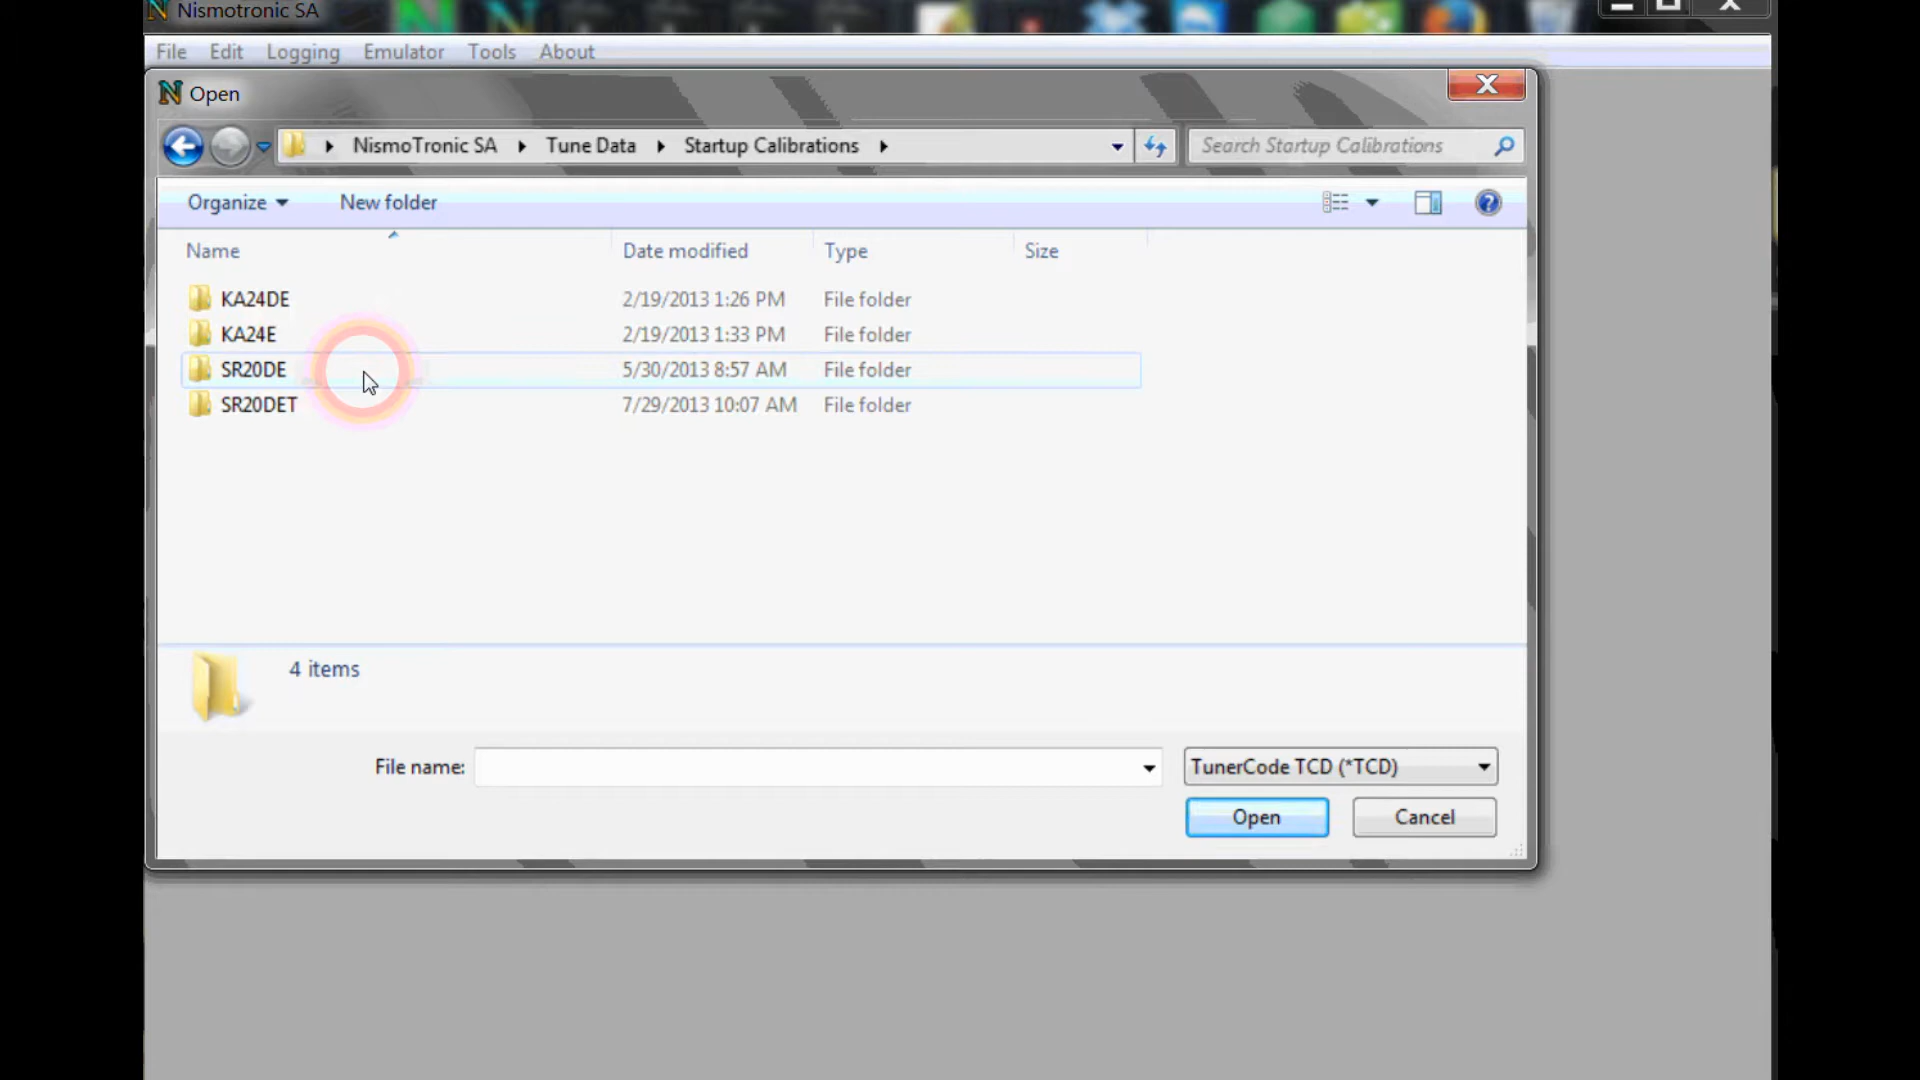 Nismotronic SA
File Edit Logging Emulator Tools About
Open
NismoTronic SA Tune Data Startup Calibrations Search Startup Calibrations
Organize New folder
Name Date modified Type Size
KA24DE 2/19/2013 1:26 PM File folder
KA24E 2/19/2013 1:33 PM File folder
SR20DE 5/30/2013 8:57 AM File folder
SR20DET 7/29/2013 10:07 AM File folder
4 items
File name: TunerCode TCD (*TCD)
Open Cancel